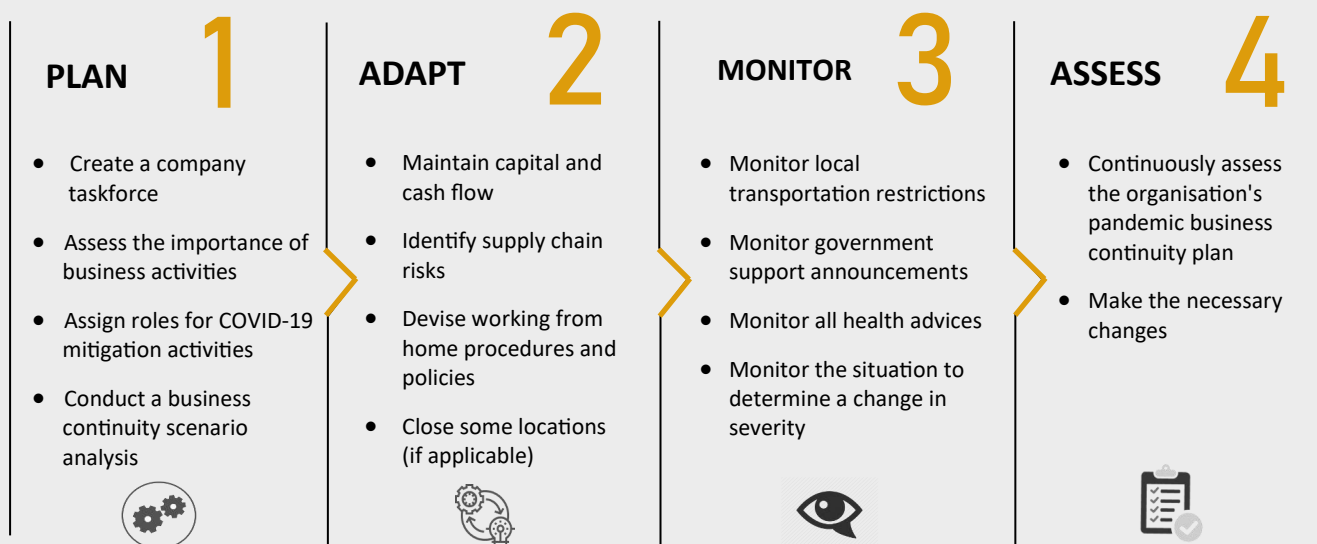 PLAN 1
• Create a company
taskforce
• Assess the importance of
business activities
• Assign roles for COVID-19
mitigation activities
• Conduct a business
continuity scenario
analysis
ADAPT 2
• Maintain capital and
cash flow
• Identify supply chain
risks
• Devise working from
home procedures and
policies
• Close some locations
(if applicable)
MONITOR 3
• Monitor local
transportation restrictions
• Monitor government
support announcements
• Monitor all health advices
• Monitor the situation to
determine a change in
severity
ASSESS 4
• Continuously assess
the organisation's
pandemic business
continuity plan
• Make the necessary
changes